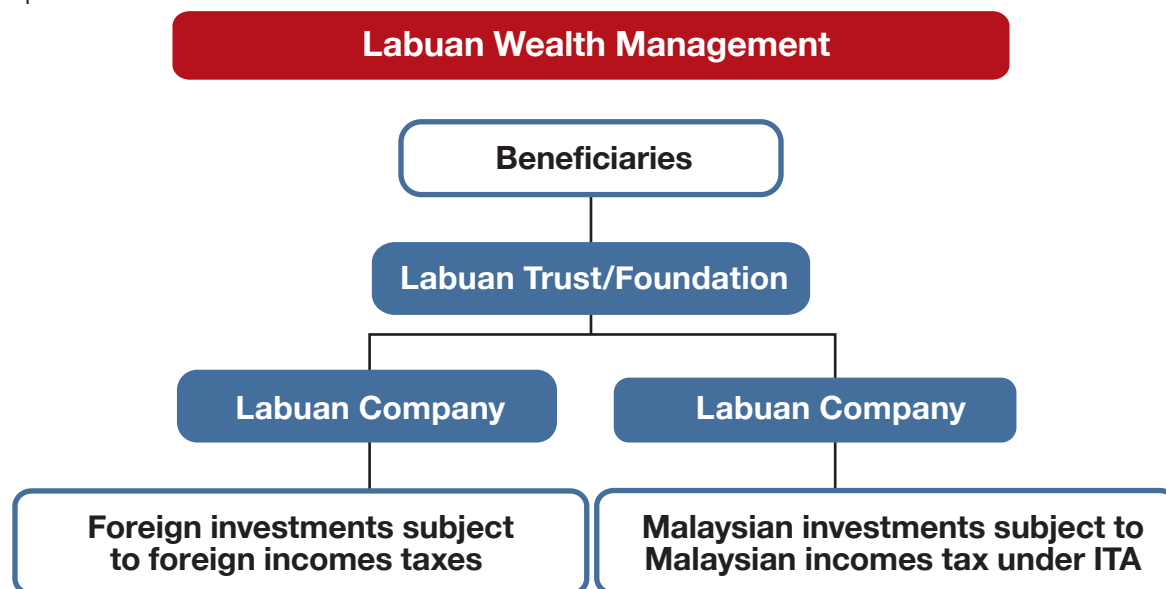 Labuan Wealth Management
Beneficiaries
Labuan Trust/Foundation
Labuan Company
Labuan Company
Foreign investments subject
to foreign incomes taxes
Malaysian investments subject to
Malaysian incomes tax under ITA